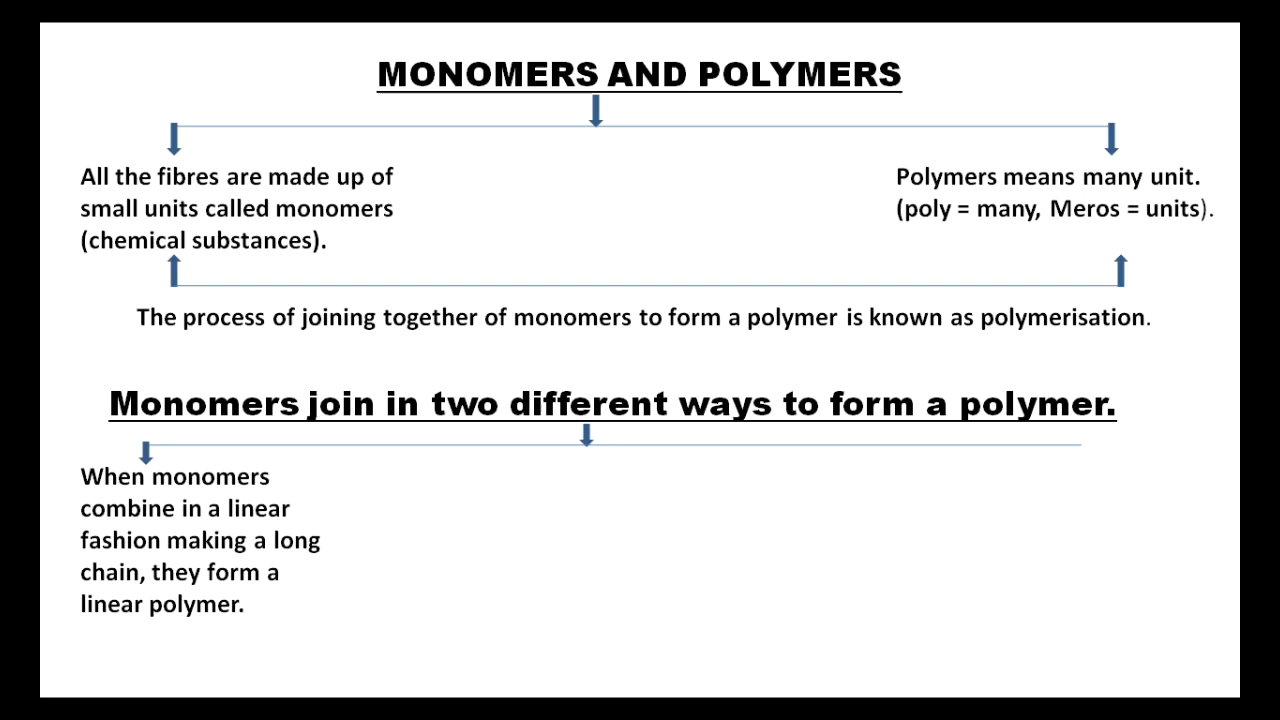 MONOMERS AND POLYMERS
All the fibres are made up of
small units called monomers
(chemical substances).
Polymers means many unit.
(poly = many, Meros = units).
The process of joining together of monomers to form a polymer is known as polymerisation.
Monomers join in two different ways to form a polymer.
When monomers
combine in a linear
fashion making a long
chain, they form a
linear polymer.